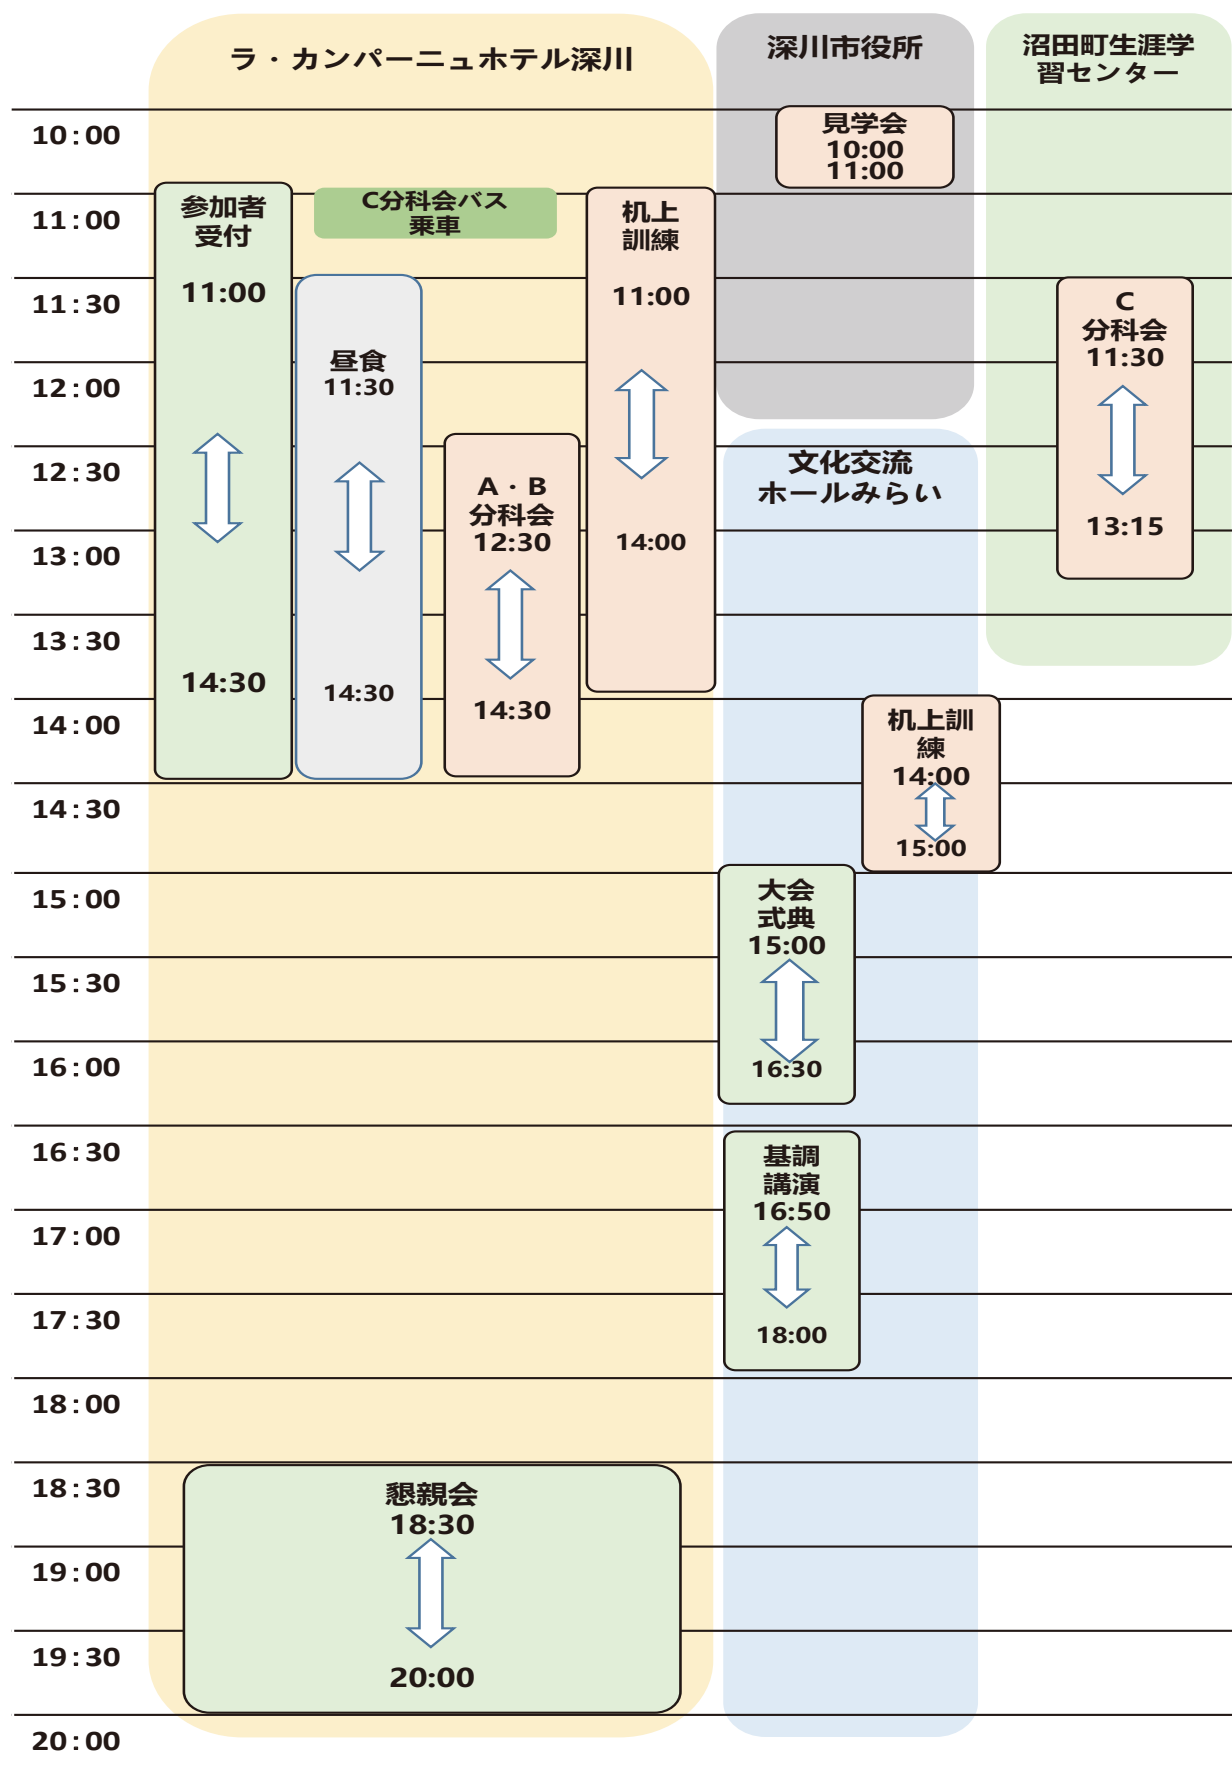 ラ・カンパーニュホテル深川
深川市役所
沼田町生涯学
習センター
10:00
11:00
11:30
12:00
12:30
13:00
13:30
14:00
14:30
15:00
15:30
16:00
16:30
17:00
17:30
18:00
18:30
19:00
19:30
20:00
参加者
受付
11:00
14:30
C分科会バス
乗車
昼食
11:30
14:30
A・B
分科会
12:30
14:30
机上
訓練
11:00
14:00
見学会
10:00
11:00
C
分科会
11:30
13:15
文化交流
ホールみらい
机上訓
練
14:00
15:00
大会
式典
15:00
16:30
基調
講演
16:50
18:00
懇親会
18:30
20:00